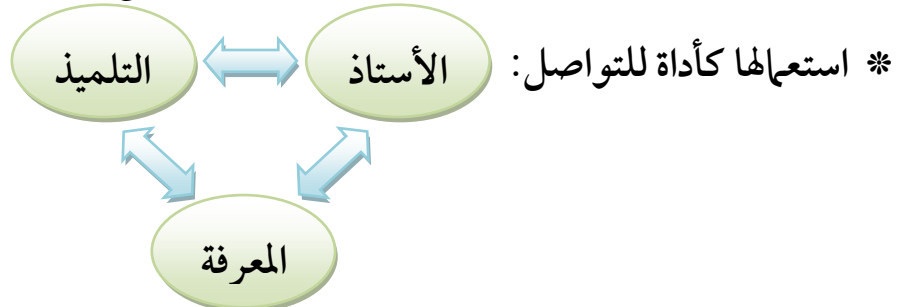 * استعمالها كأداة للتواصل:
الأستاذ
التلميذ
المعرفة